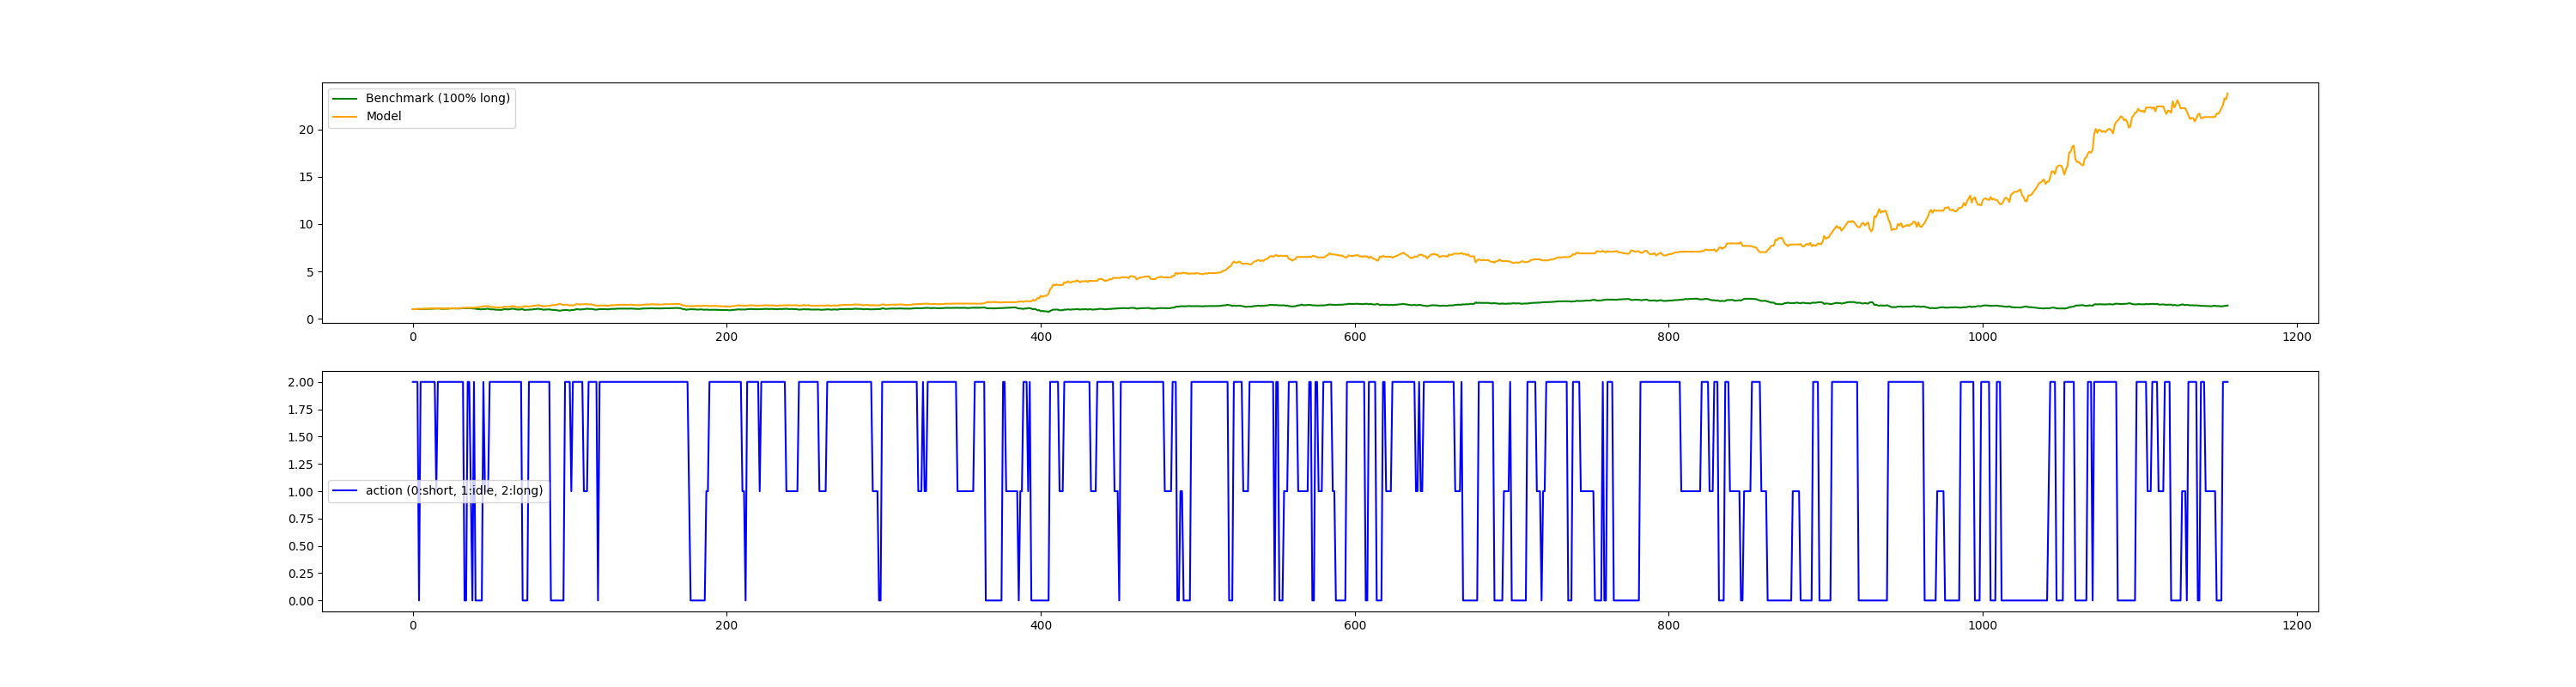 Benchmark (100% long)
Model
20
15
10
5
0
0 200 400 600 800 1000 1200
2.00
1.75
1.50
1.25
1.00
0.75
0.50
0.25
0.00
action (0:short, 1:idle, 2:long)
0 200 400 600 800 1000 1200